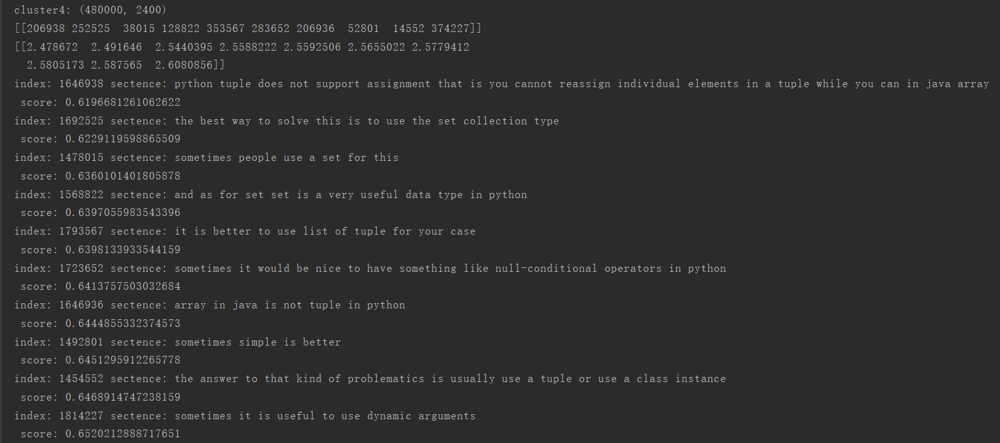 cluster4: (480000, 2400)
[[206938 252525  38015 128822 353567 283652 206936  52801  14552 374227]]
[[2.478672  2.491646  2.5440395 2.5588222 2.5592506 2.5655022 2.5779412
  2.5805173 2.587565  2.6080856]]
index: 1646938 sectence: python tuple does not support assignment that is you cannot reassign individual elements in a tuple while you can in java array
 score: 0.6196681261062622
index: 1692525 sectence: the best way to solve this is to use the set collection type
 score: 0.6229119598865509
index: 1478015 sectence: sometimes people use a set for this
 score: 0.6360101401805878
index: 1568822 sectence: and as for set set is a very useful data type in python
 score: 0.6397055983543396
index: 1793567 sectence: it is better to use list of tuple for your case
 score: 0.6398133933544159
index: 1723652 sectence: sometimes it would be nice to have something like null-conditional operators in python
 score: 0.6413757503032684
index: 1646936 sectence: array in java is not tuple in python
 score: 0.6444855332374573
index: 1492801 sectence: sometimes simple is better
 score: 0.6451295912265778
index: 1454552 sectence: the answer to that kind of problematics is usually use a tuple or use a class instance
 score: 0.6468914747238159
index: 1814227 sectence: sometimes it is useful to use dynamic arguments
 score: 0.6520212888717651